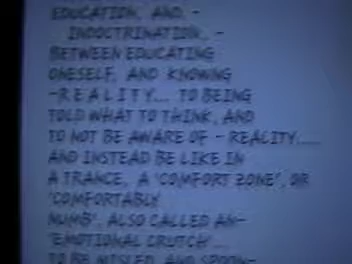 EDUCATION, AND, -
INDOCTRINATION, -
BETWEEN EDUCATING
ONESELF, AND KNOWNG
-R E A L I T Y... TO BEING
TOLD WHAT TO THINK, AND
TO NOT BE AWARE OF - REALITY.....
AND INSTEAD BE LIKE IN
A TRANCE, A 'COMFORT ZONE', OR
'COMFORTABLY
NUMB', ALSO CALLED AN-
'EMOTIONAL CRUTCH'...
TO BE MISLED, AND SPOON-